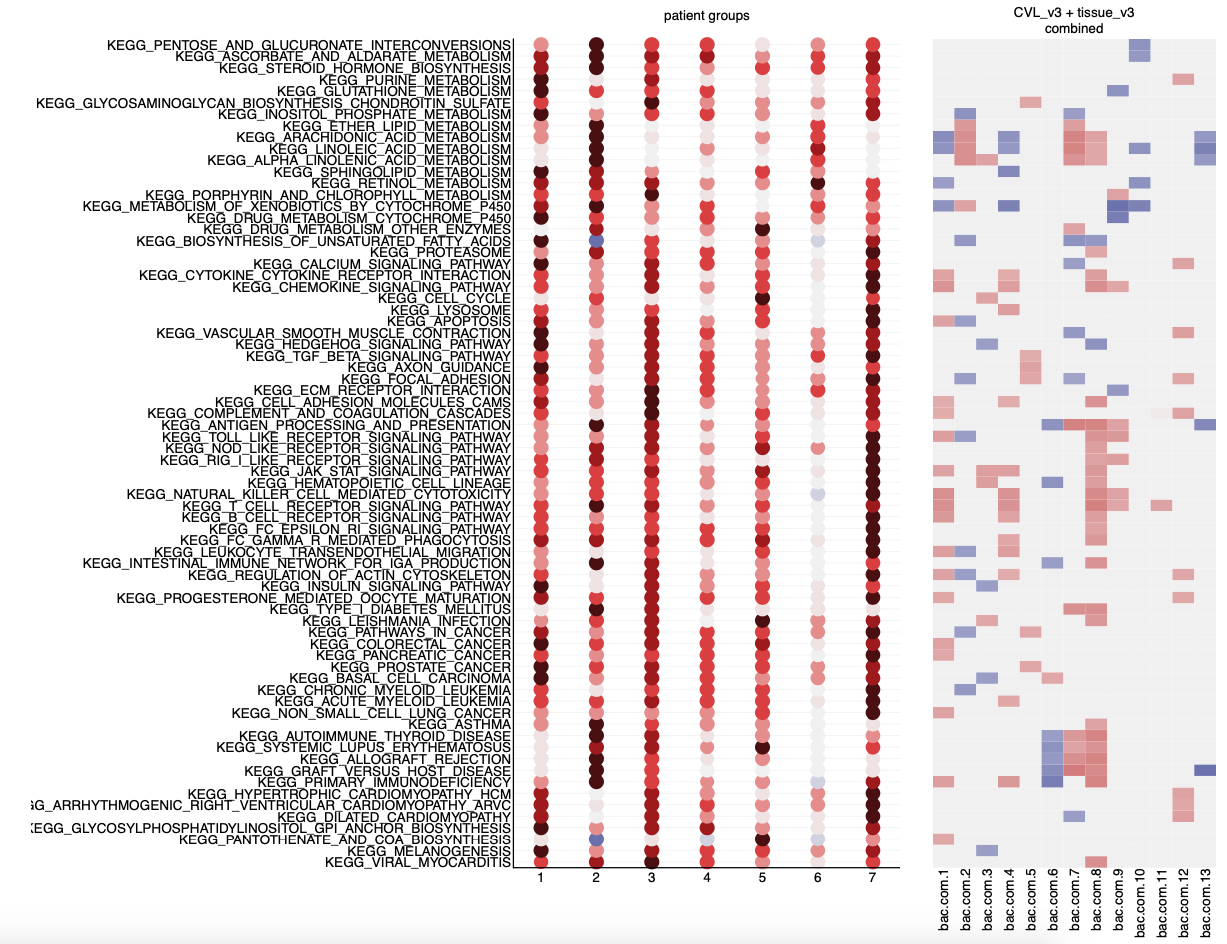 patient groups
CVL_v3 + tissue_v3
combined
KEGG_PENTOSE_AND_GLUCURONATE_INTERCONVERSIONS
KEGG_ASCORBATE_AND_ALDARATE_METABOLISM
KEGG_STEROID_HORMONE_BIOSYNTHESIS
KEGG_PURINE_METABOLISM
KEGG_GLUTATHIONE_METABOLISM
KEGG_GLYCOSAMINOGLYCAN_BIOSYNTHESIS_CHONDROITIN_SULFATE
KEGG_INOSITOL_PHOSPHATE_METABOLISM
KEGG_ETHER_LIPID_METABOLISM
KEGG_ARACHIDONIC_ACID_METABOLISM
KEGG_LINOLEIC_ACID_METABOLISM
KEGG_ALPHA_LINOLENIC_ACID_METABOLISM
KEGG_SPHINGOLIPID_METABOLISM
KEGG_RETINOL_METABOLISM
KEGG_PORPHYRIN_AND_CHLOROPHYLL_METABOLISM
KEGG_METABOLISM_OF_XENOBIOTICS_BY_CYTOCHROME_P450
KEGG_DRUG_METABOLISM_CYTOCHROME_P450
KEGG_DRUG_METABOLISM_OTHER_ENZYMES
KEGG_BIOSYNTHESIS_OF_UNSATURATED_FATTY_ACIDS
KEGG_PROTEASOME
KEGG_CALCIUM_SIGNALING_PATHWAY
KEGG_CYTOKINE_CYTOKINE_RECEPTOR_INTERACTION
KEGG_CHEMOKINE_SIGNALING_PATHWAY
KEGG_CELL_CYCLE
KEGG_LYSOSOME
KEGG_APOPTOSIS
KEGG_VASCULAR_SMOOTH_MUSCLE_CONTRACTION
KEGG_HEDGEHOG_SIGNALING_PATHWAY
KEGG_TGF_BETA_SIGNALING_PATHWAY
KEGG_AXON_GUIDANCE
KEGG_FOCAL_ADHESION
KEGG_ECM_RECEPTOR_INTERACTION
KEGG_CELL_ADHESION_MOLECULES_CAMS
KEGG_COMPLEMENT_AND_COAGULATION_CASCADES
KEGG_ANTIGEN_PROCESSING_AND_PRESENTATION
KEGG_TOLL_LIKE_RECEPTOR_SIGNALING_PATHWAY
KEGG_NOD_LIKE_RECEPTOR_SIGNALING_PATHWAY
KEGG_RIG_I_LIKE_RECEPTOR_SIGNALING_PATHWAY
KEGG_JAK_STAT_SIGNALING_PATHWAY
KEGG_HEMATOPOIETIC_CELL_LINEAGE
KEGG_NATURAL_KILLER_CELL_MEDIATED_CYTOTOXICITY
KEGG_T_CELL_RECEPTOR_SIGNALING_PATHWAY
KEGG_B_CELL_RECEPTOR_SIGNALING_PATHWAY
KEGG_FC_EPSILON_RI_SIGNALING_PATHWAY
KEGG_FC_GAMMA_R_MEDIATED_PHAGOCYTOSIS
KEGG_LEUKOCYTE_TRANSENDOTHELIAL_MIGRATION
KEGG_INTESTINAL_IMMUNE_NETWORK_FOR_IGA_PRODUCTION
KEGG_REGULATION_OF_ACTIN_CYTOSKELETON
KEGG_INSULIN_SIGNALING_PATHWAY
KEGG_PROGESTERONE_MEDIATED_OOCYTE_MATURATION
KEGG_TYPE_I_DIABETES_MELLITUS
KEGG_LEISHMANIA_INFECTION
KEGG_PATHWAYS_IN_CANCER
KEGG_COLORECTAL_CANCER
KEGG_PANCREATIC_CANCER
KEGG_PROSTATE_CANCER
KEGG_BASAL_CELL_CARCINOMA
KEGG_CHRONIC_MYELOID_LEUKEMIA
KEGG_ACUTE_MYELOID_LEUKEMIA
KEGG_NON_SMALL_CELL_LUNG_CANCER
KEGG_ASTHMA
KEGG_AUTOIMMUNE_THYROID_DISEASE
KEGG_SYSTEMIC_LUPUS_ERYTHEMATOSUS
KEGG_ALLOGRAFT_REJECTION
KEGG_GRAFT_VERSUS_HOST_DISEASE
KEGG_PRIMARY_IMMUNODEFICIENCY
KEGG_HYPERTROPHIC_CARDIOMYOPATHY_HCM
GG_ARRHYTHMOGENIC_RIGHT_VENTRICULAR_CARDIOMYOPATHY_ARVC
KEGG_DILATED_CARDIOMYOPATHY
KEGG_GLYCOSYLPHOSPHATIDYLINOSITOL_GPI_ANCHOR_BIOSYNTHESIS
KEGG_PANTOTHENATE_AND_COA_BIOSYNTHESIS
KEGG_MELANOGENESIS
KEGG_VIRAL_MYOCARDITIS
1 2 3 4 5 6 7
bac.com.1
bac.com.2
bac.com.3
bac.com.4
bac.com.5
bac.com.6
bac.com.7
bac.com.8
bac.com.9
bac.com.10
bac.com.11
bac.com.12
bac.com.13